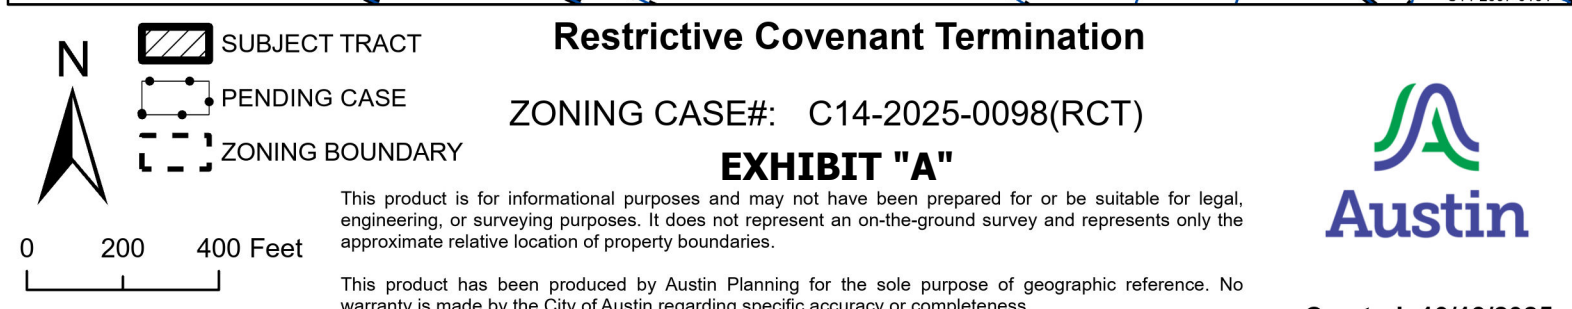 N
SUBJECT TRACT
PENDING CASE
ZONING BOUNDARY
0 200 400 Feet
Restrictive Covenant Termination
ZONING CASE#: C14-2025-0098(RCT)
EXHIBIT "A"
This product is for informational purposes and may not have been prepared for or be suitable for legal,
engineering, or surveying purposes. It does not represent an on-the-ground survey and represents only the
approximate relative location of property boundaries.
This product has been produced by Austin Planning for the sole purpose of geographic reference. No
warranty is made by the City of Austin regarding specific accuracy or completeness.
Austin